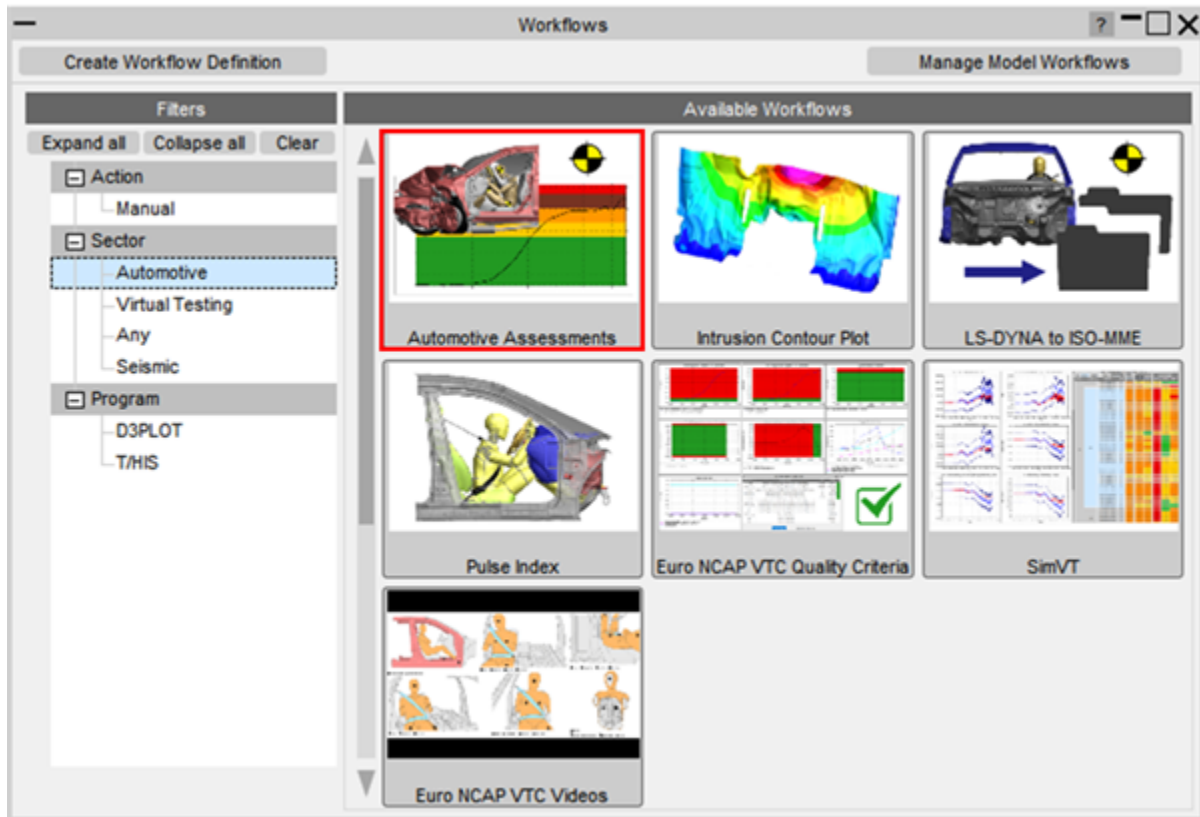 Workflows
?
Create Workflow Definition
Manage Model Workflows
Filters
Available Workflows
Expand all
Collapse all
Clear
Action
Manual
Sector
Automotive
Virtual Testing
Any
Seismic
Program
D3PLOT
T/HIS
Automotive Assessments
Intrusion Contour Plot
LS-DYNA to ISO-MME
Pulse Index
Euro NCAP VTC Quality Criteria
SimVT
Euro NCAP VTC Videos